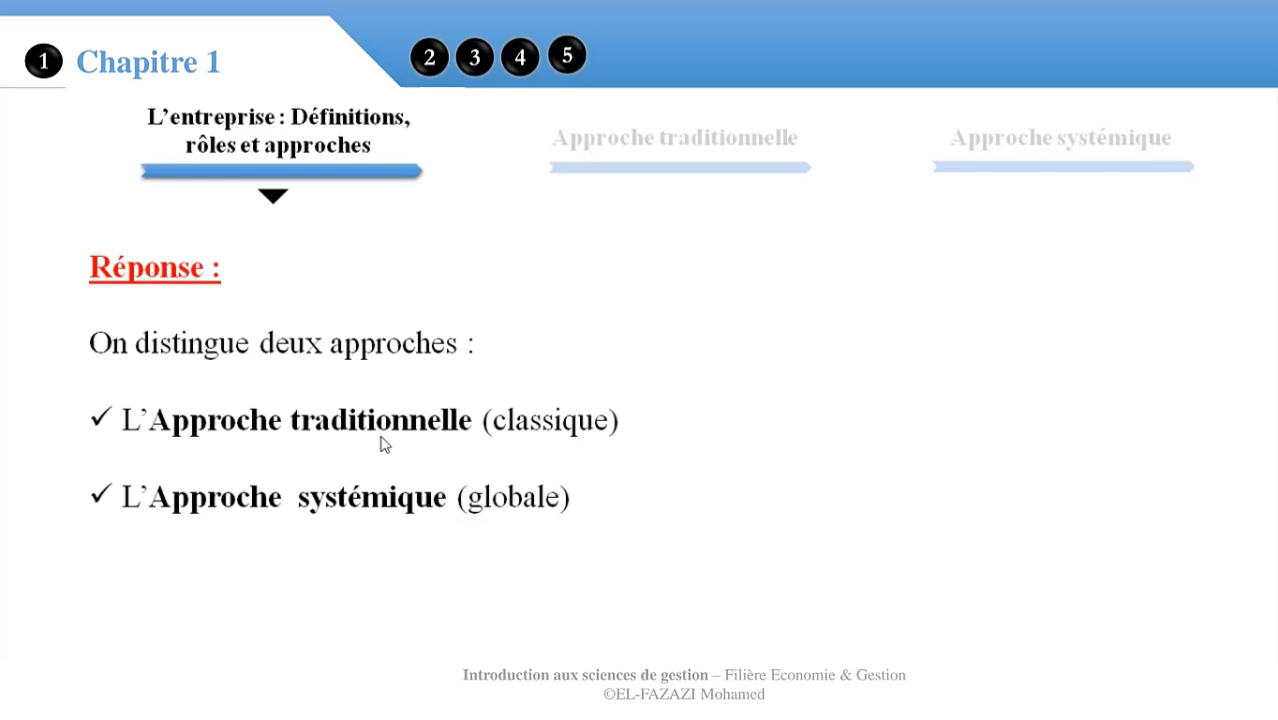 1 Chapitre 1 2 3 4 5
L'entreprise : Définitions,
rôles et approches
Approche traditionnelle
Approche systémique
Réponse :
On distingue deux approches :
✓ L'Approche traditionnelle (classique)
✓ L'Approche systémique (globale)
Introduction aux sciences de gestion – Filière Economie & Gestion
©EL-FAZAZI Mohamed